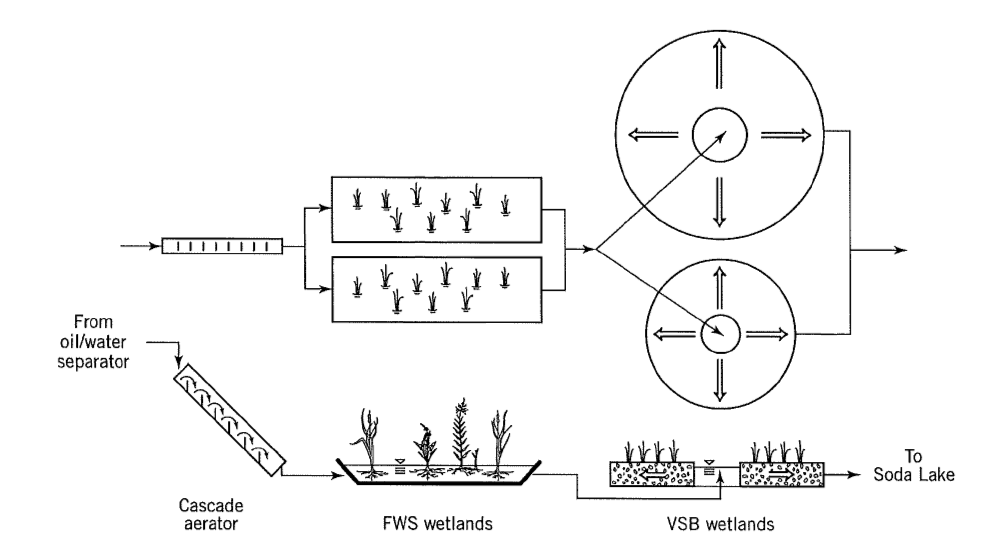 From
oil/water
separator
Cascade
aerator
FWS wetlands
VSB wetlands
To
Soda Lake